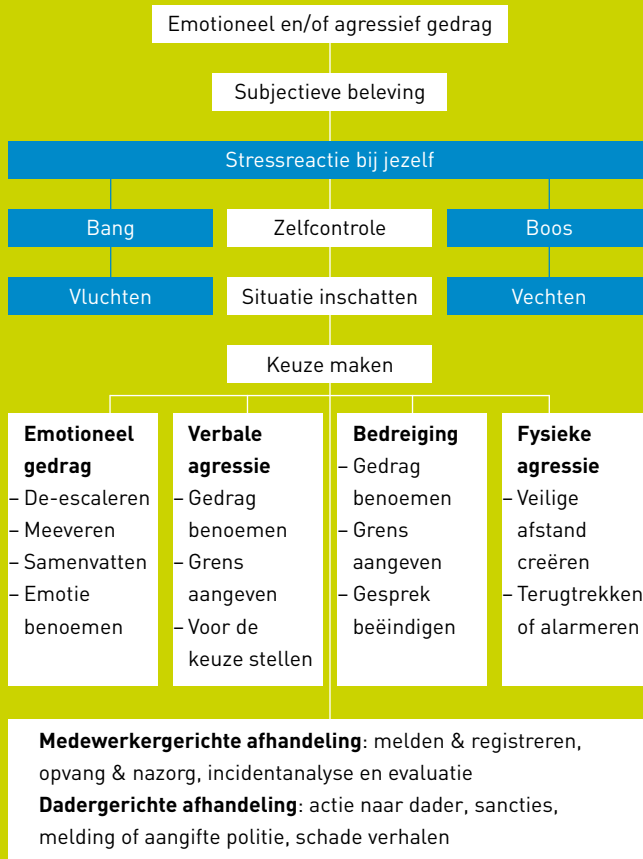 Emotioneel en/of agressief gedrag
Subjectieve beleving
Stressreactie bij jezelf
Bang
Zelfcontrole
Boos
Vluchten
Situatie inschatten
Vechten
Keuze maken
Emotioneel
gedrag
– De-escaleren
– Meeveren
– Samenvatten
– Emotie
benoemen
Verbale
agressie
– Gedrag
benoemen
– Grens
aangeven
– Voor de
keuze stellen
Bedreiging
– Gedrag
benoemen
– Grens
aangeven
– Gesprek
beëindigen
Fysieke
agressie
– Veilige
afstand
creëren
– Terugtrekken
of alarmeren
Medewerkergerichte afhandeling: melden & registreren,
opvang & nazorg, incidentanalyse en evaluatie
Dadergerichte afhandeling: actie naar dader, sancties,
melding of aangifte politie, schade verhalen